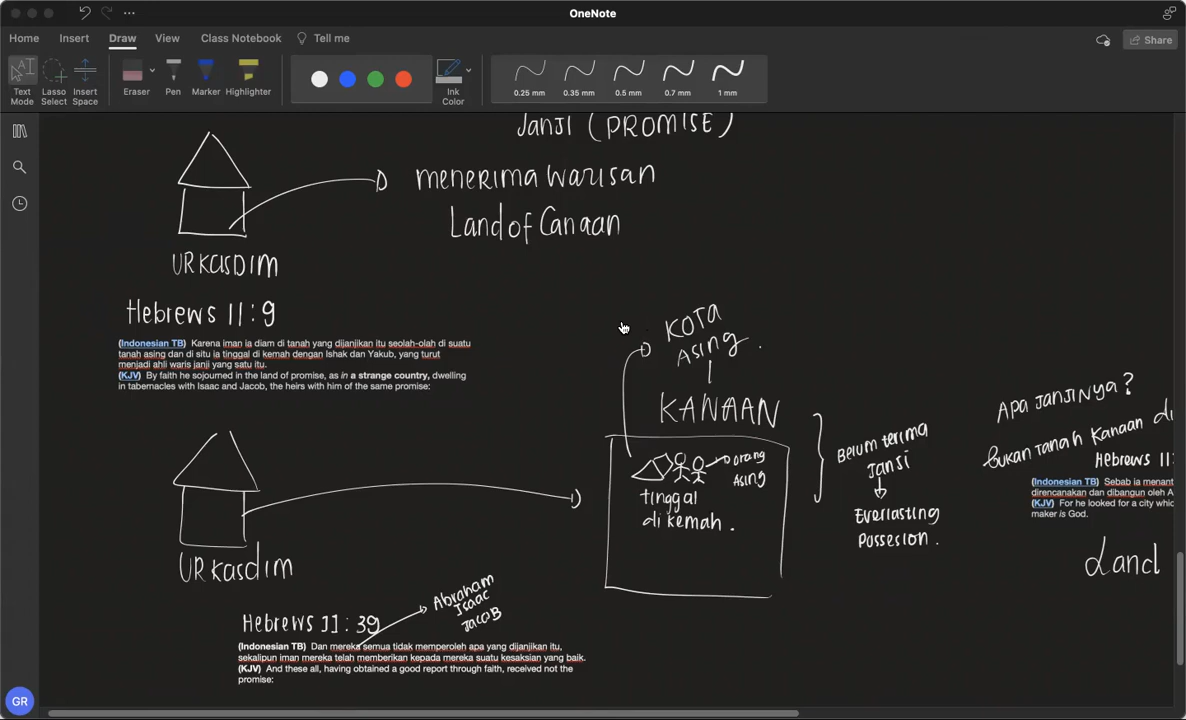 OneNote
Home Insert Draw View Class Notebook Tell me
Share
Text Mode
Lasso Select
Insert Space
Eraser
Pen
Marker
Highlighter
Ink Color
0.25 mm
0.35 mm
0.5 mm
0.7 mm
1 mm
Janji (PROMISE)
menerima warisan
Land of Canaan
UR KASDIM
Hebrews 11:9
(Indonesian TB) Karena iman ia diam di tanah yang dijanjikan itu seolah-olah di suatu
tanah asing dan di situ ia tinggal di kemah dengan Ishak dan Yakub, yang turut
menjadi ahli waris janji yang satu itu.
(KJV) By faith he sojourned in the land of promise, as in a strange country, dwelling
in tabernacles with Isaac and Jacob, the heirs with him of the same promise:
KOTA
Asing
KANAAN
orang
Asing
tinggal
di kemah.
Belum terima
Janji
Everlasting
Possesion.
Apa Janjinya?
bukan Tanah Kanaan di
Hebrews 11:
(Indonesian TB) Sebab ia menant
direncanakan dan dibangun oleh A
(KJV) For he looked for a city whic
maker is God.
Land
UR Kasdim
Abraham
Isaac
Jacob
Hebrews 11:39
(Indonesian TB) Dan mereka semua tidak memperoleh apa yang dijanjikan itu,
sekalipun iman mereka telah memberikan kepada mereka suatu kesaksian yang baik.
(KJV) And these all, having obtained a good report through faith, received not the
promise:
GR